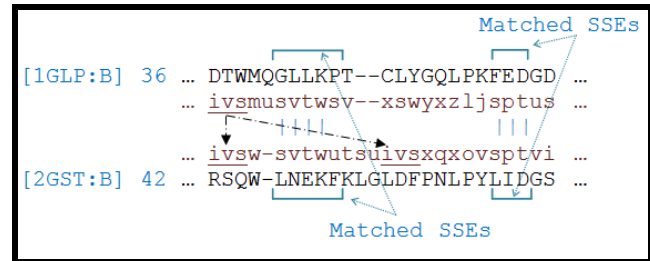 Matched SSEs
[1GLP:B] 36 … DTWMQGLLKPT--CLYGQLPKFEDGD …
… ivsmusvtwsv--xswyxzljsptus …
|||| |||
… ivsw-svtwutsuivsxqxovsptvi …
[2GST:B] 42 … RSQW-LNEKFKLGLDFPNLPYLIDGS …
Matched SSEs